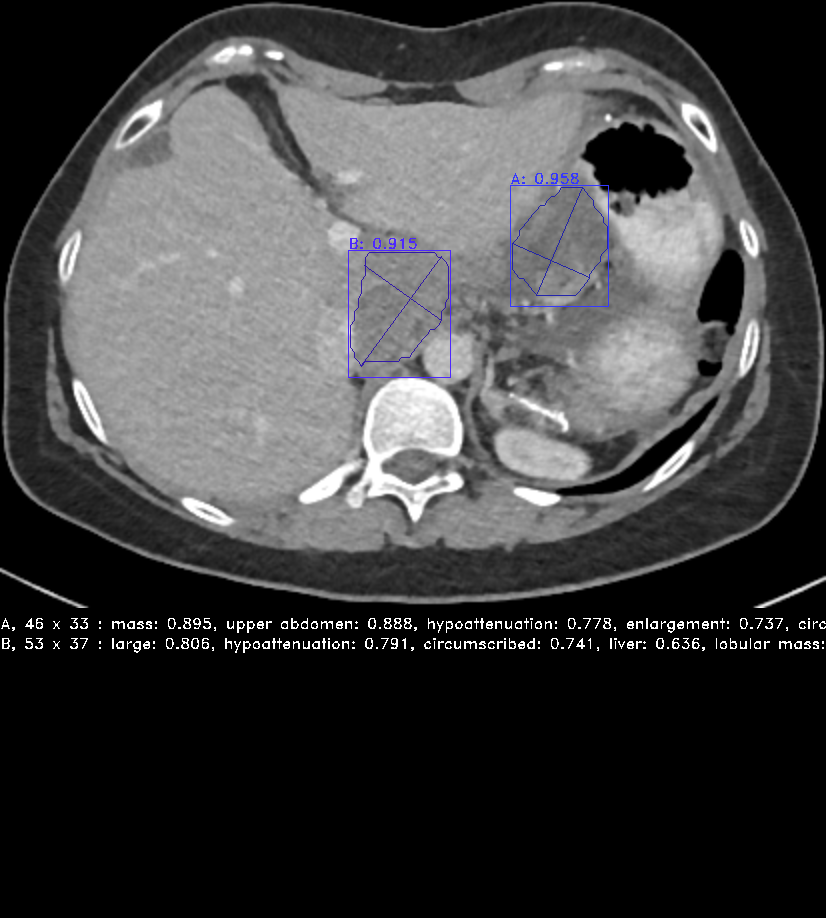 A: 0.958
B: 0.915
A, 46 x 33 : mass: 0.895, upper abdomen: 0.888, hypoattenuation: 0.778, enlargement: 0.737, circ
B, 53 x 37 : large: 0.806, hypoattenuation: 0.791, circumscribed: 0.741, liver: 0.636, lobular mass: